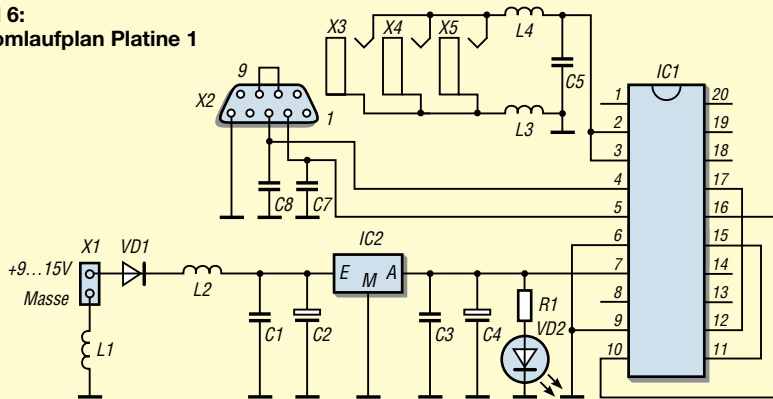 6:
omlaufplan Platine 1
X3 X4 X5 L4
9 C5 IC1
X2 1 L3
1 20
2 19
3 18
4 17
C8 C7 5 16
X1 VD1 IC2 6 15
+9...15V E M A 7 14
Masse L2 R1 8 13
C1 C2 C3 C4 VD2 9 12
L1 10 11